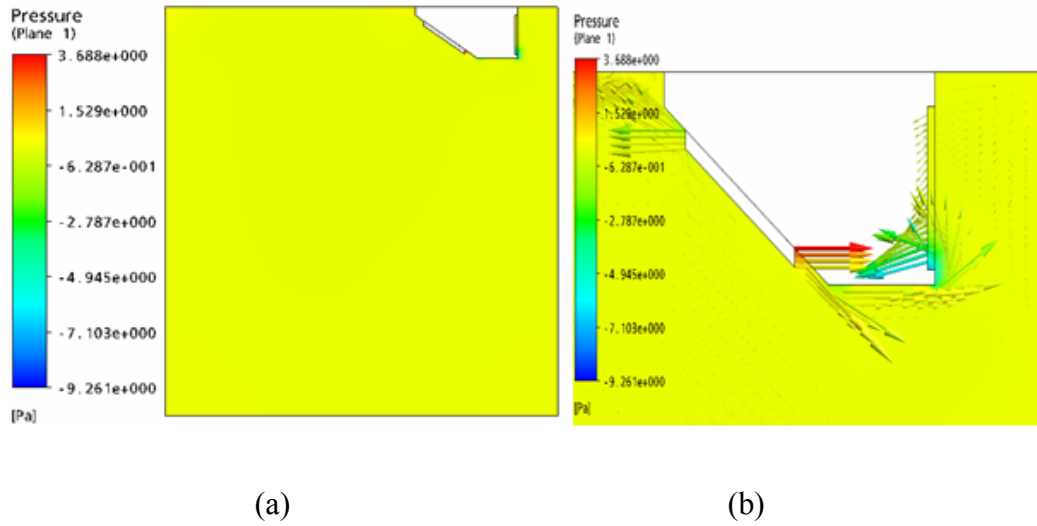 Pressure
(Plane 1)
3.688e+000
1.529e+000
-6.287e-001
-2.787e+000
-4.945e+000
-7.103e+000
-9.261e+000
[Pa]
Pressure
(Plane 1)
3.688e+000
1.529e+000
-6.287e-001
-2.787e+000
-4.945e+000
-7.103e+000
-9.261e+000
[Pa]
(a)
(b)